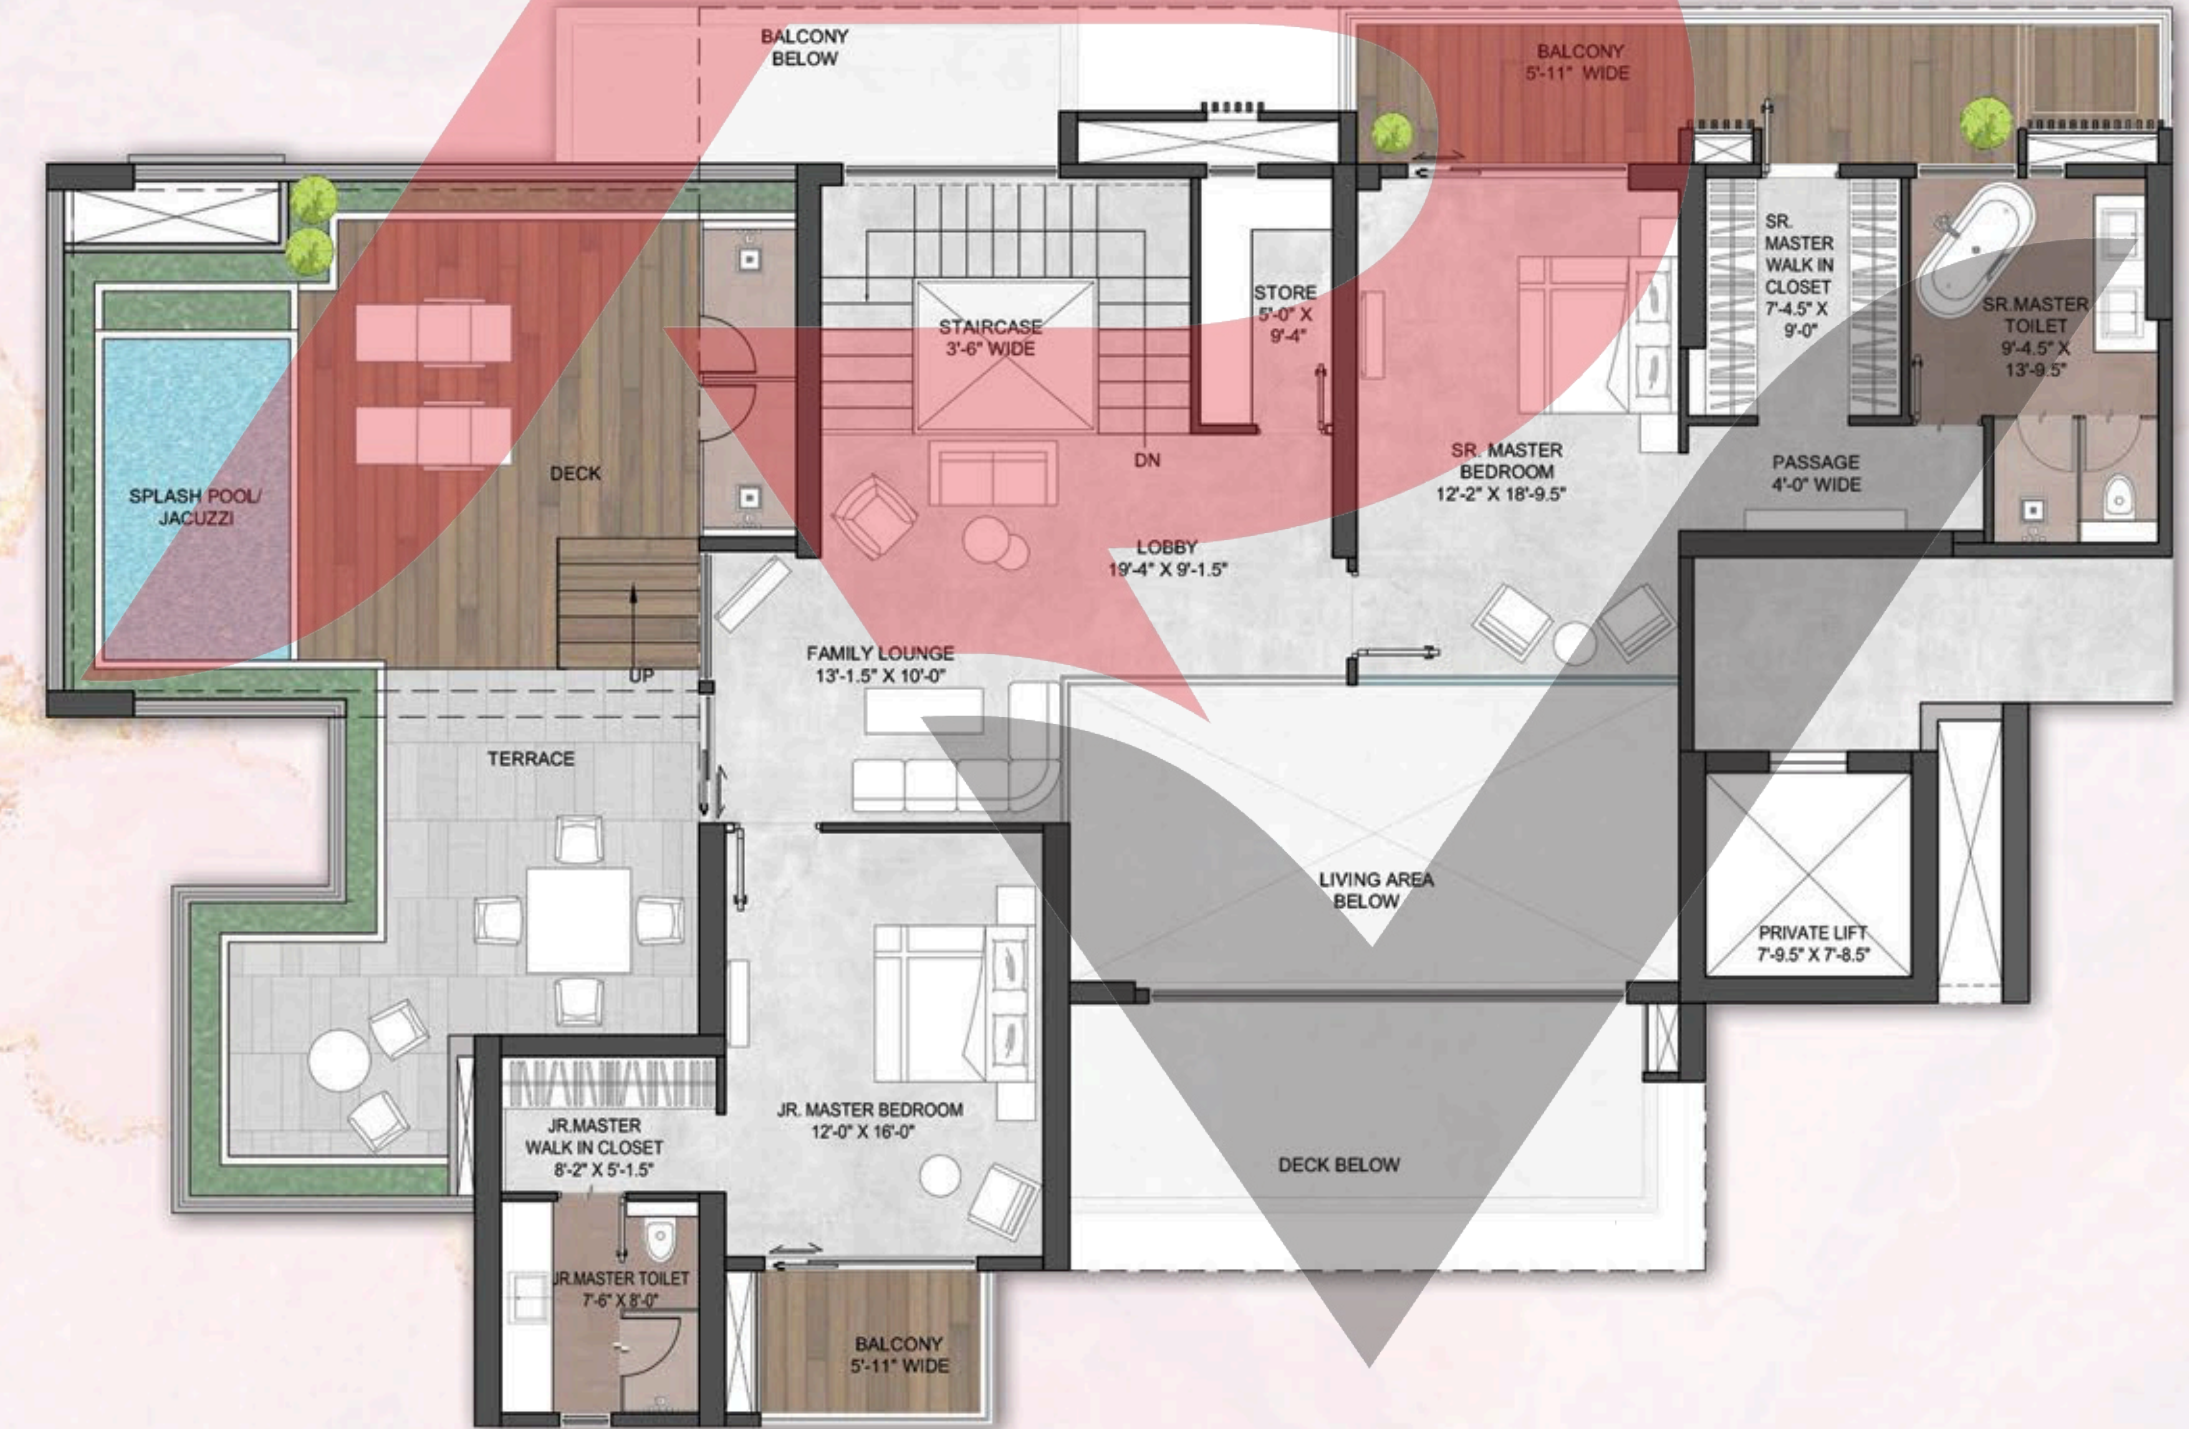 BALCONY
BELOW
BALCONY
5'-11" WIDE
SR.
MASTER
WALK IN
CLOSET
7'-4.5" X
9'-0"
STORE
5'-0" X
9'-4"
SR.MASTER
TOILET
9'-4.5" X
13'-9.5"
STAIRCASE
3'-6" WIDE
DN
SR. MASTER
BEDROOM
12'-2" X 18'-9.5"
PASSAGE
4'-0" WIDE
DECK
SPLASH POOL/
JACUZZI
LOBBY
19'-4" X 9'-1.5"
FAMILY LOUNGE
13'-1.5" X 10'-0"
UP
TERRACE
LIVING AREA
BELOW
PRIVATE LIFT
7'-9.5" X 7'-8.5"
JR. MASTER BEDROOM
12'-0" X 16'-0"
JR.MASTER
WALK IN CLOSET
8'-2" X 5'-1.5"
DECK BELOW
JR.MASTER TOILET
7'-6" X 8'-0"
BALCONY
5'-11" WIDE